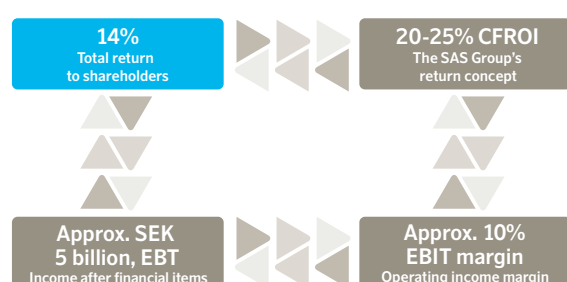 14%
Total return
to shareholders
20-25% CFROI
The SAS Group's
return concept
Approx. SEK
5 billion, EBT
Income after financial items
Approx. 10%
EBIT margin
Operating income margin